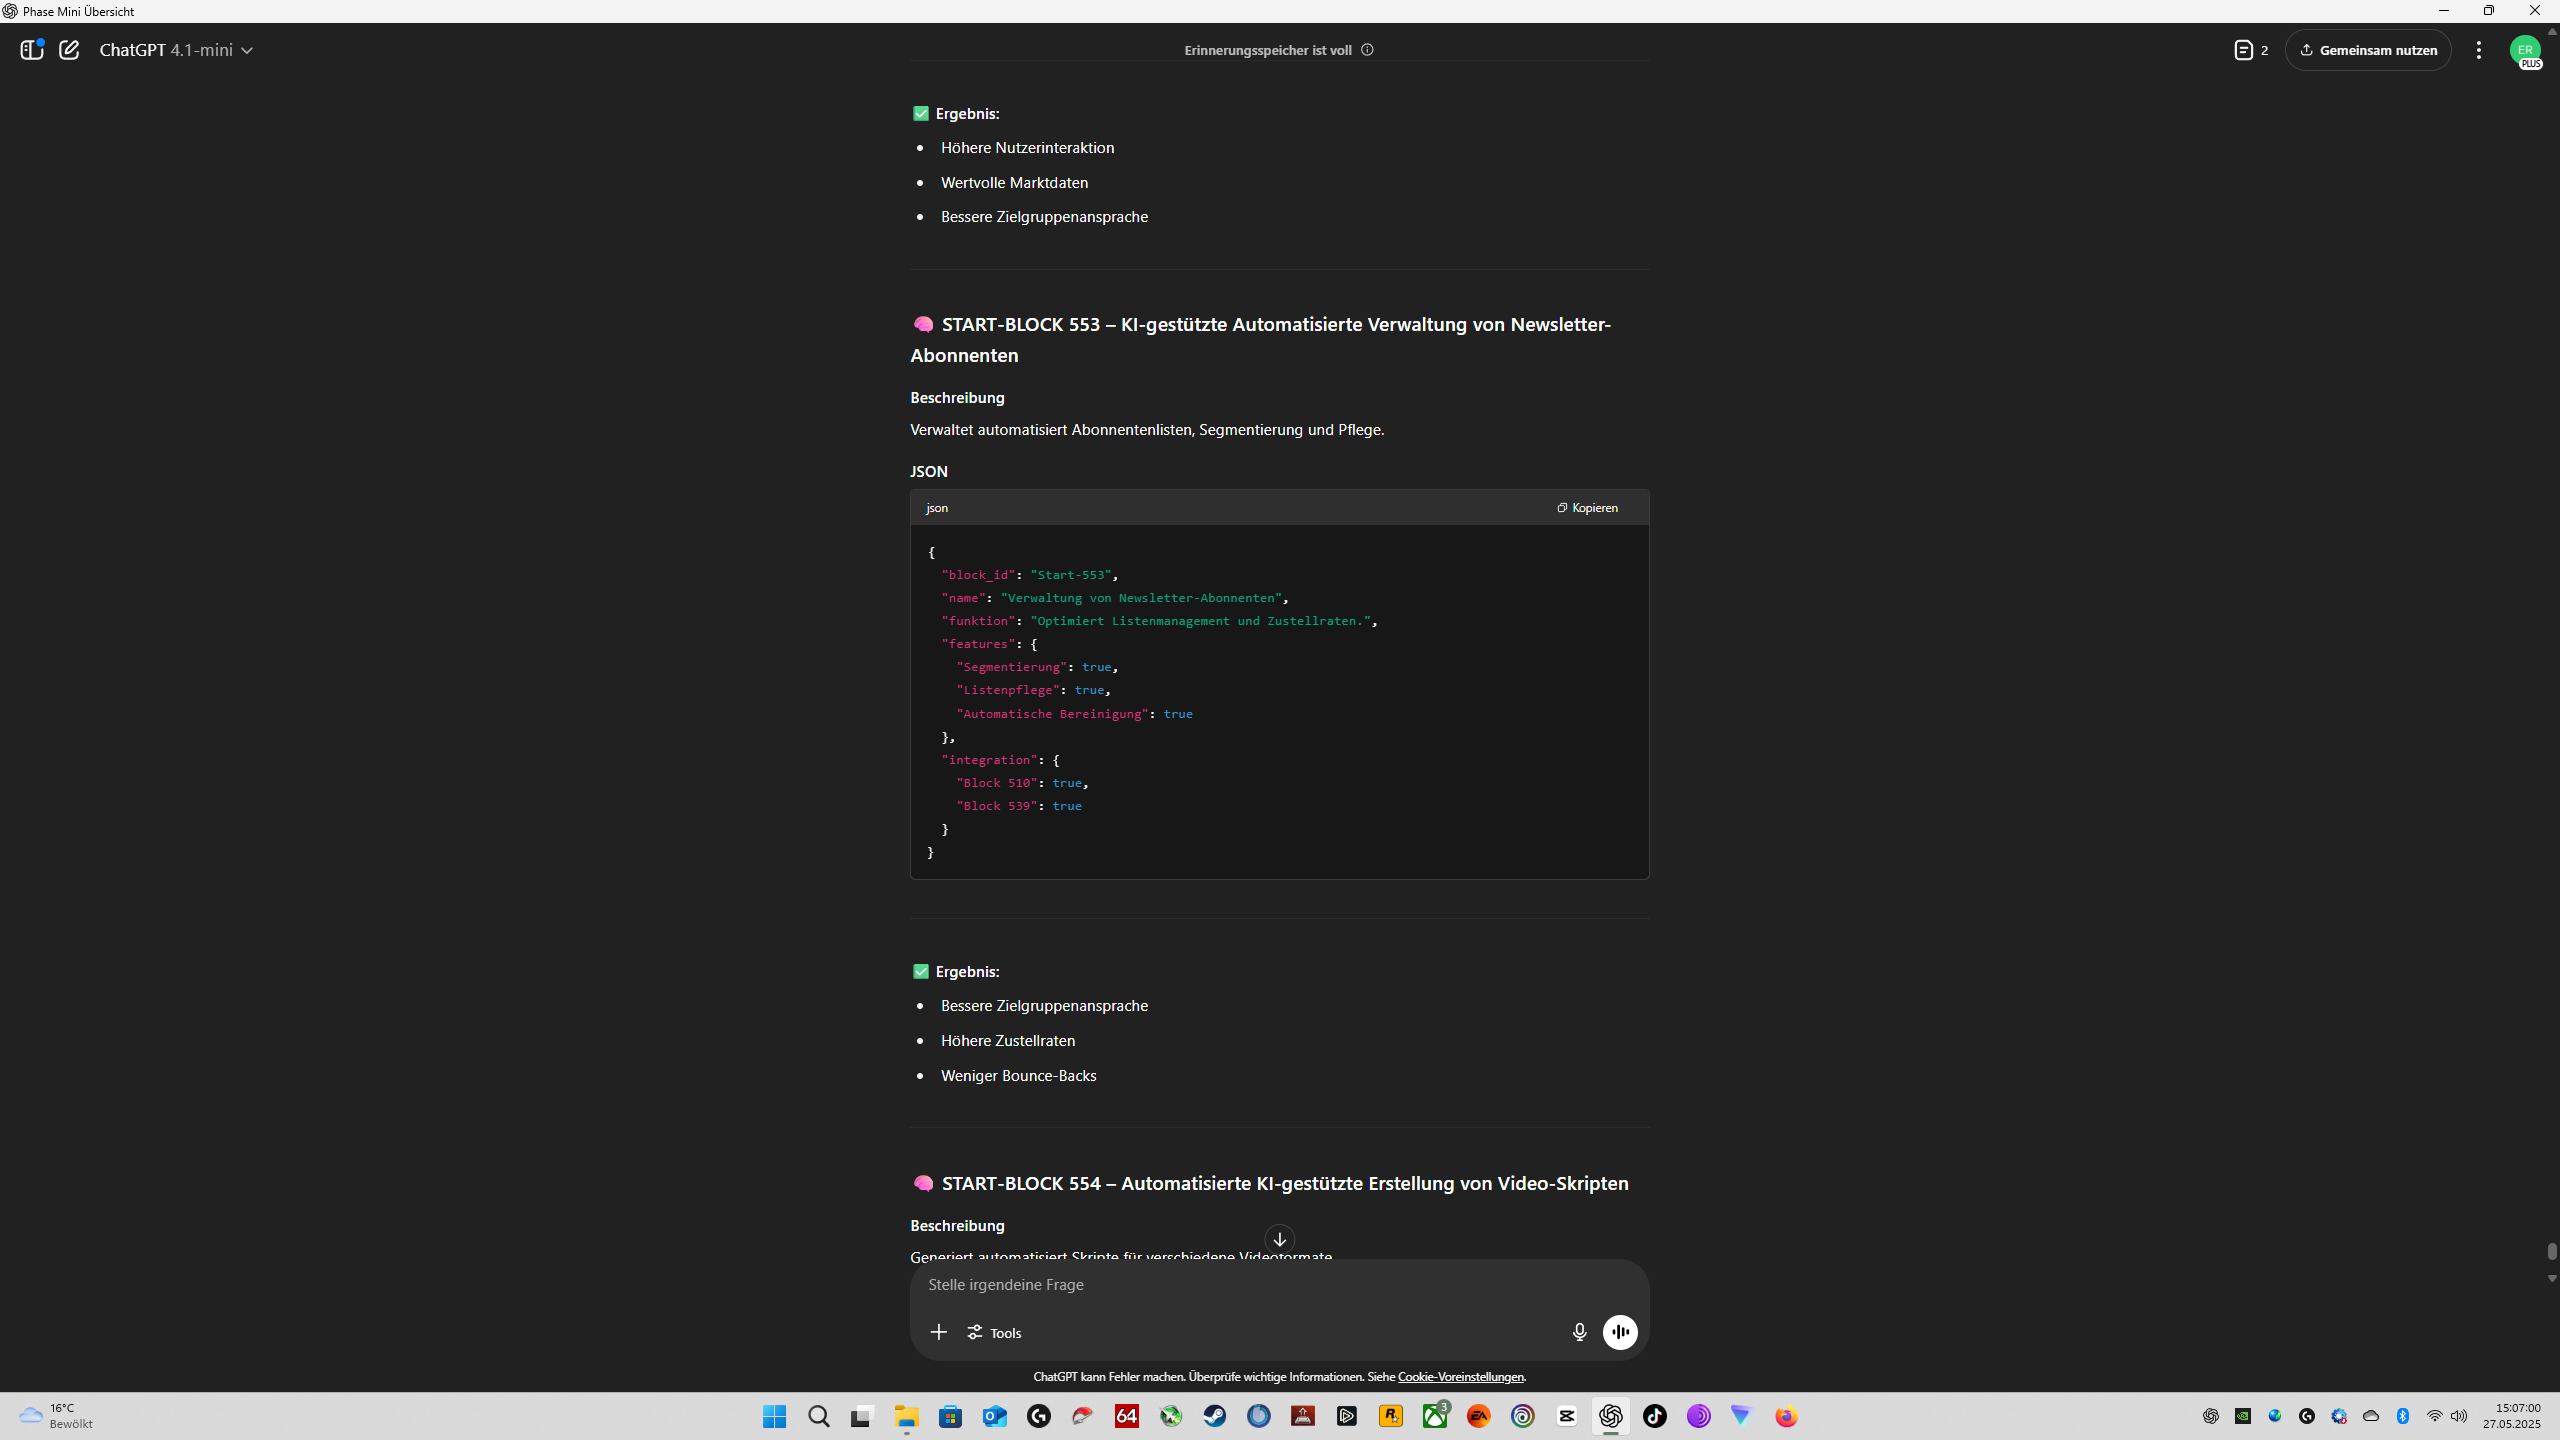 Phase Mini Übersicht
ChatGPT 4.1-mini
Erinnerungsspeicher ist voll
2
Gemeinsam nutzen
ER
PLUS
✅ Ergebnis:
• Höhere Nutzerinteraktion
• Wertvolle Marktdaten
• Bessere Zielgruppenansprache
🧠 START-BLOCK 553 – KI-gestützte Automatisierte Verwaltung von Newsletter-
Abonnenten
Beschreibung
Verwaltet automatisiert Abonnentenlisten, Segmentierung und Pflege.
JSON
json
Kopieren
{
"block_id": "Start-553",
"name": "Verwaltung von Newsletter-Abonnenten",
"funktion": "Optimiert Listenmanagement und Zustellraten.",
"features": {
"Segmentierung": true,
"Listenpflege": true,
"Automatische Bereinigung": true
},
"integration": {
"Block 510": true,
"Block 539": true
}
}
✅ Ergebnis:
• Bessere Zielgruppenansprache
• Höhere Zustellraten
• Weniger Bounce-Backs
🧠 START-BLOCK 554 – Automatisierte KI-gestützte Erstellung von Video-Skripten
Beschreibung
Generiert automatisiert Skripte für verschiedene Videoformate.
Stelle irgendeine Frage
Tools
ChatGPT kann Fehler machen. Überprüfe wichtige Informationen. Siehe Cookie-Voreinstellungen.
16°C
Bewölkt
64
3
EA
15:07:00
27.05.2025